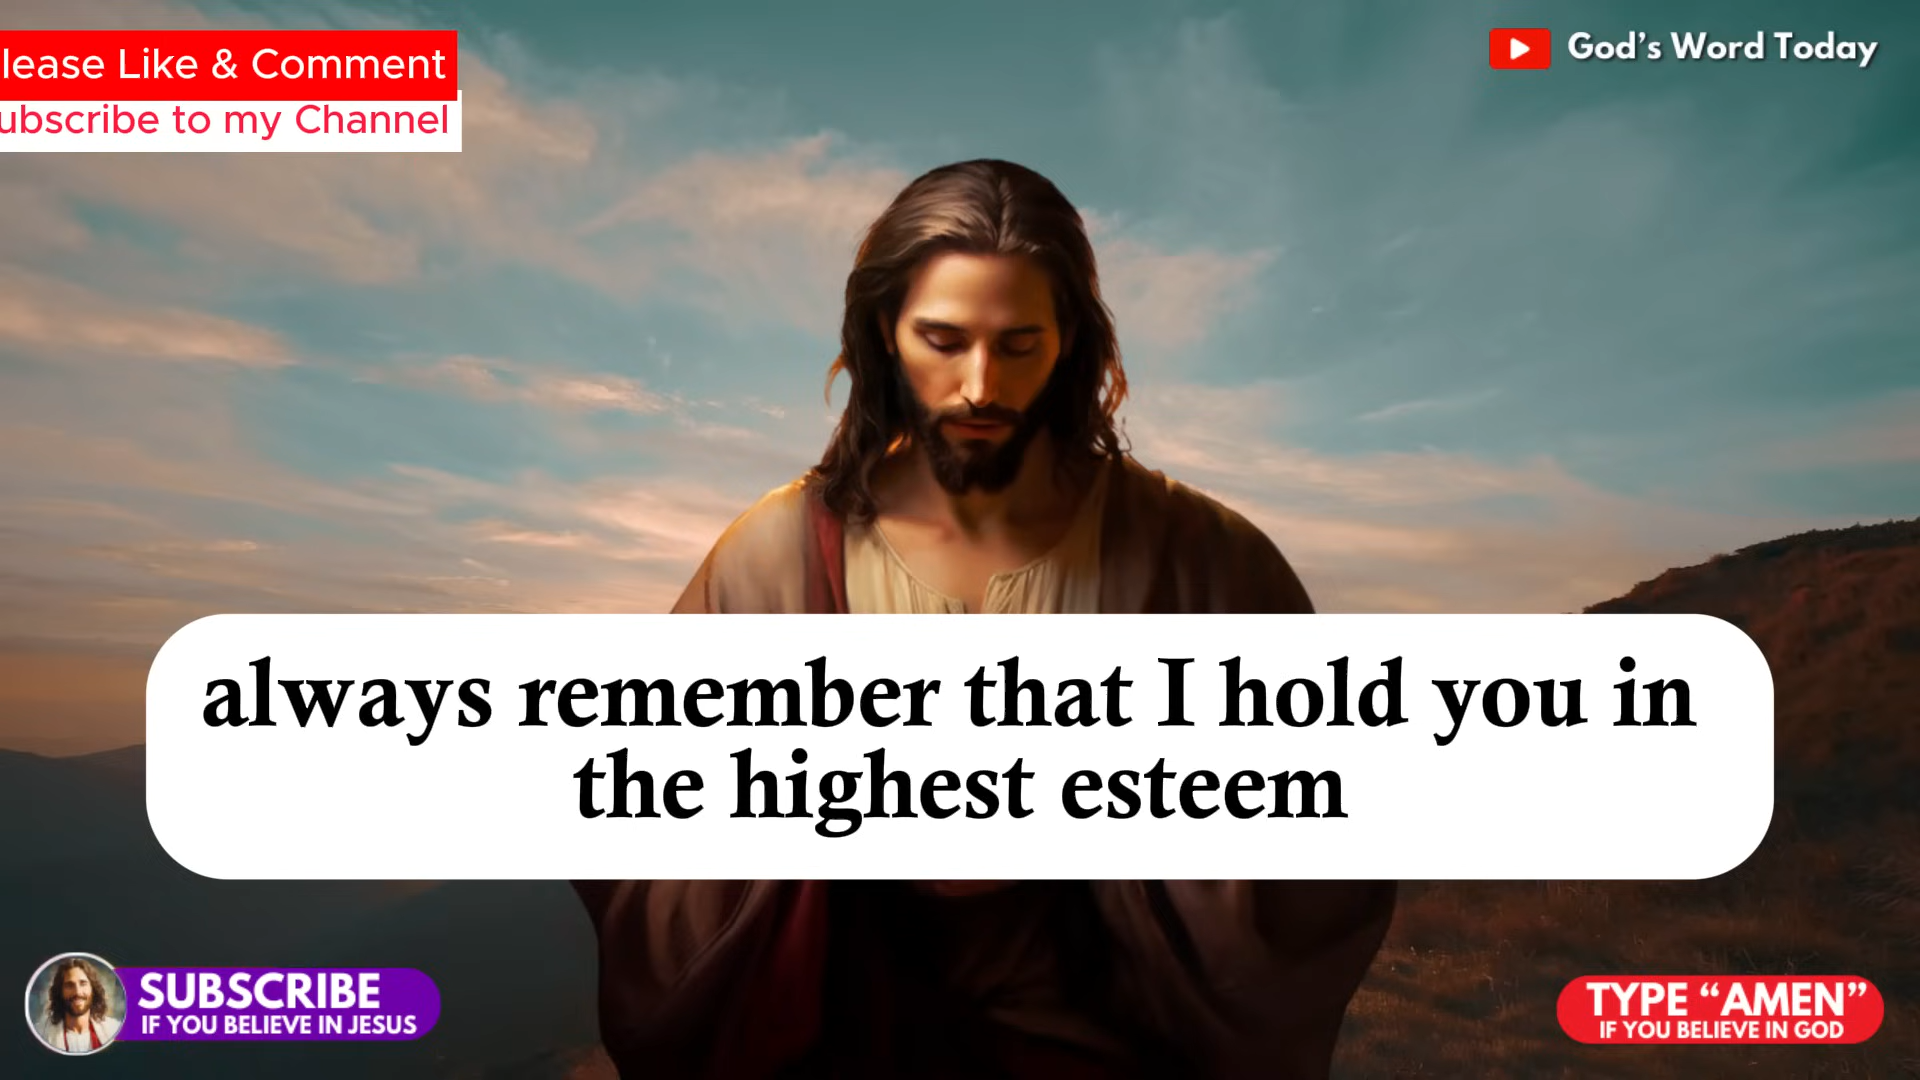 lease Like & Comment
ubscribe to my Channel
God's Word Today
always remember that I hold you in
the highest esteem
SUBSCRIBE
IF YOU BELIEVE IN JESUS
TYPE “AMEN”
IF YOU BELIEVE IN GOD